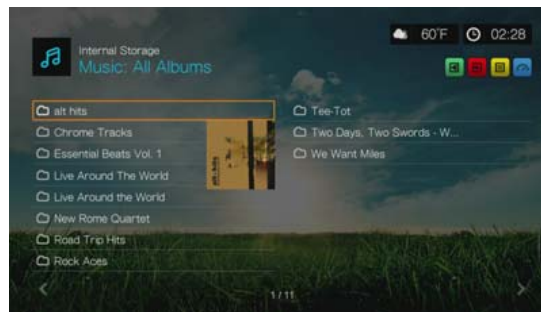 60°F 02:28
Internal Storage
Music: All Albums
alt hits
Chrome Tracks
Essential Beats Vol. 1
Live Around The World
Live Around the World
New Rome Quartet
Road Trip Hits
Rock Aces
Tee-Tot
Two Days, Two Swords - W...
We Want Miles
alt.hits
1 / 11